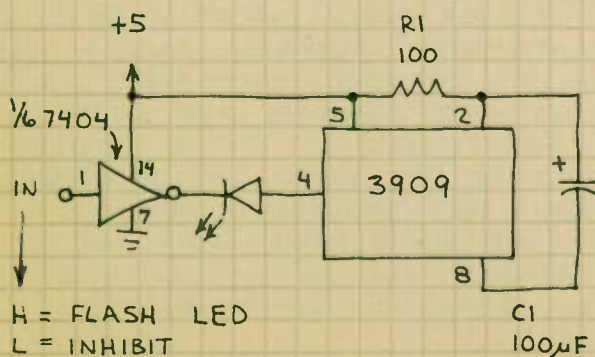 +5
R1
100
1/6 7404
5
2
1
14
IN
4
3909
+
7
8
H = FLASH LED
L = INHIBIT
C1
100µF